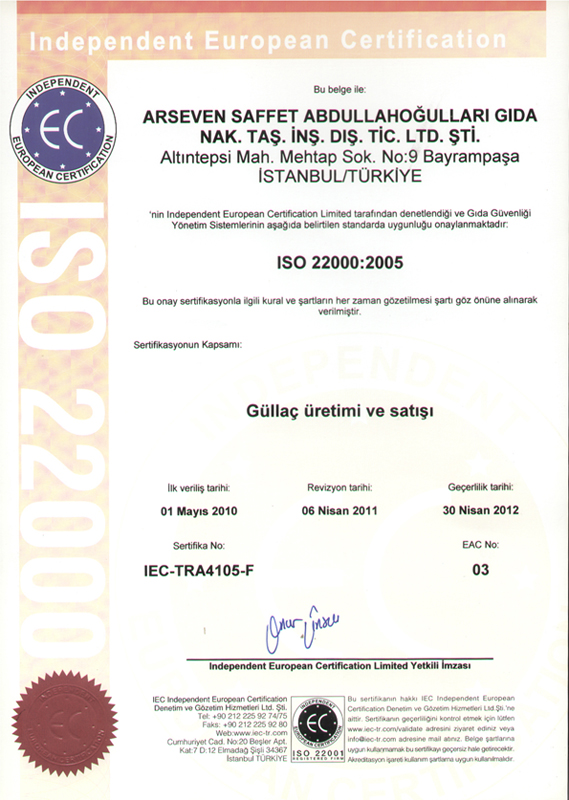 Independent European Certification
INDEPENDENT
EC
EUROPEAN CERTIFICATION
ISO 22000
Bu belge ile:
ARSEVEN SAFFET ABDULLAHOĞULLARI GIDA
NAK. TAŞ. İNŞ. DIŞ. TİC. LTD. ŞTİ.
Altıntepsi Mah. Mehtap Sok. No:9 Bayrampaşa
İSTANBUL/TÜRKİYE
'nin Independent European Certification Limited tarafından denetlendiği ve Gıda Güvenliği
Yönetim Sistemlerinin aşağıda belirtilen standarda uygunluğu onaylanmaktadır:
ISO 22000:2005
Bu onay sertifikasyonla ilgili kural ve şartların her zaman gözetilmesi şartı göz önüne alınarak
verilmiştir.
Sertifikasyonun Kapsamı:
Güllaç üretimi ve satışı
İlk veriliş tarihi: Revizyon tarihi: Geçerlilik tarihi:
01 Mayıs 2010 06 Nisan 2011 30 Nisan 2012
Sertifika No: EAC No:
IEC-TRA4105-F 03
Independent European Certification Limited Yetkili İmzası
IEC Independent European Certification
Denetim ve Gözetim Hizmetleri Ltd. Şti.
Tel: +90 212 225 92 74/75
Faks: +90 212 225 92 80
Web:www.iec-tr.com
Cumhuriyet Cad. No:20 Beşler Apt.
Kat:7 D:12 Elmadağ Şişli 34367
İstanbul TÜRKİYE
INDEPENDENT
EC
EUROPEAN CERTIFICATION
ISO 22001
REGISTERED FIRM
Bu sertifikanın hakkı IEC Independent European
Certification Denetim ve Gözetim Hizmetleri Ltd. Şti.'ne
aittir. Sertifikanın geçerliliğini kontrol etmek için lütfen
www.iec-tr.com/validate adresini ziyaret ediniz veya
info@iec-tr.com adresine mail atınız. Belge şartlarına
uygun kullanmamak bu sertifikayı geçersiz hale getirecektir.
Akreditasyon işareti kullanım şartlarına uygun kullanılmalıdır.